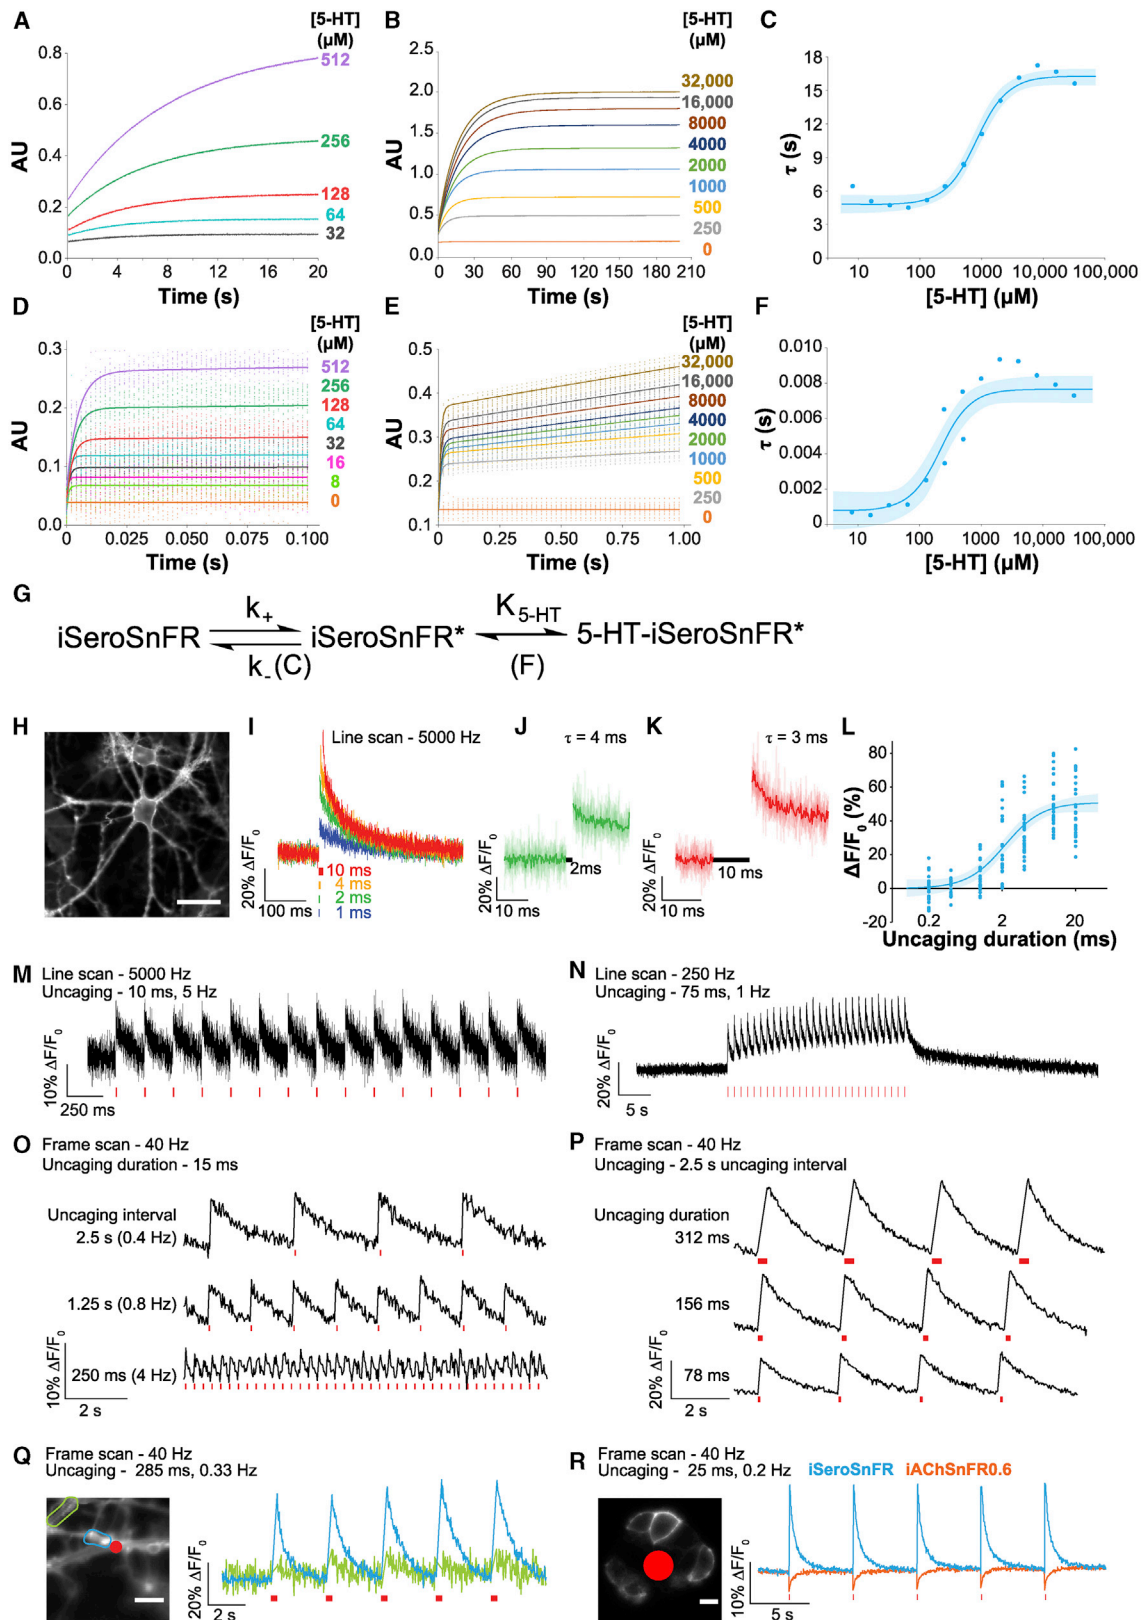 A
[5-HT]
(µM)
AU
0.8
0.6
0.4
0.2
0
0 4 8 12 16 20
Time (s)
512
256
128
64
32
B
[5-HT]
(µM)
AU
2.5
2.0
1.5
1.0
0.5
0.0
0 30 60 90 120 150 180 210
Time (s)
32,000
16,000
8000
4000
2000
1000
500
250
0
C
τ (s)
18
15
12
9
6
3
0
10 100 1000 10,000 100,000
[5-HT] (µM)
D
[5-HT]
(µM)
AU
0.3
0.2
0.1
0.0
0 0.025 0.050 0.075 0.100
Time (s)
512
256
128
64
32
16
8
0
E
[5-HT]
(µM)
AU
0.5
0.4
0.3
0.2
0.1
0 0.25 0.50 0.75 1.00
Time (s)
32,000
16,000
8000
4000
2000
1000
500
250
0
F
τ (s)
0.010
0.008
0.006
0.004
0.002
0
10 100 1000 10,000 100,000
[5-HT] (µM)
G
k+ K5-HT
iSeroSnFR iSeroSnFR* 5-HT-iSeroSnFR*
k-(C) (F)
H
I
Line scan - 5000 Hz
20% ΔF/F0
100 ms
10 ms
4 ms
2 ms
1 ms
J
τ = 4 ms
20% ΔF/F0
10 ms
2ms
K
τ = 3 ms
20% ΔF/F0
10 ms
10 ms
L
ΔF/F0 (%)
80
60
40
20
0
-20
0.2 2 20
Uncaging duration (ms)
M
Line scan - 5000 Hz
Uncaging - 10 ms, 5 Hz
10% ΔF/F0
250 ms
N
Line scan - 250 Hz
Uncaging - 75 ms, 1 Hz
20% ΔF/F0
5 s
O
Frame scan - 40 Hz
Uncaging duration - 15 ms
Uncaging interval
2.5 s (0.4 Hz)
1.25 s (0.8 Hz)
250 ms (4 Hz)
10% ΔF/F0
2 s
P
Frame scan - 40 Hz
Uncaging - 2.5 s uncaging interval
Uncaging duration
312 ms
156 ms
78 ms
20% ΔF/F0
2 s
Q
Frame scan - 40 Hz
Uncaging - 285 ms, 0.33 Hz
20% ΔF/F0
2 s
R
Frame scan - 40 Hz
Uncaging - 25 ms, 0.2 Hz
iSeroSnFR iAChSnFR0.6
10% ΔF/F0
5 s